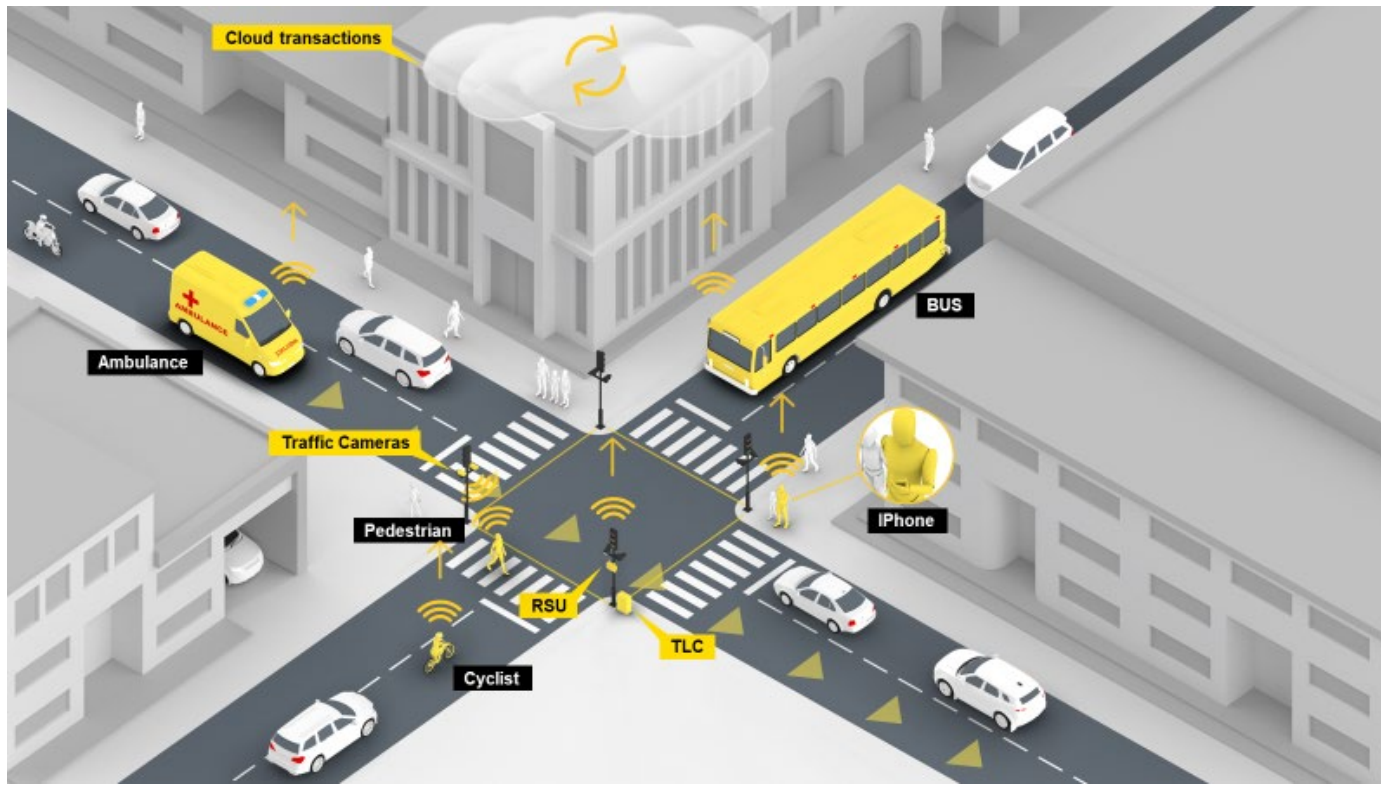 Cloud transactions
AMBULANCE
BUS
Ambulance
Traffic Cameras
IPhone
Pedestrian
RSU
TLC
Cyclist